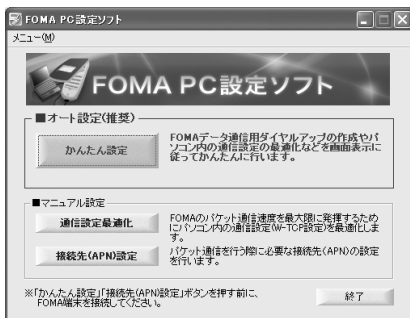 FOMA PC設定ソフト
メニュー(M)
FOMA PC設定ソフト
■オート設定(推奨)
かんたん設定
FOMAデータ通信用ダイヤルアップの作成やパ
ソコン内の通信設定の最適化などを画面表示に
従ってかんたんに行います。
■マニュアル設定
通信設定最適化
FOMAのパケット通信速度を最大限に発揮するため
にパソコン内の通信設定(W-TCP設定)を最適化しま
す。
接続先(APN)設定
パケット通信を行う際に必要な接続先(APN)の設定
を行います。
※「かんたん設定」「接続先(APN)設定」ボタンを押す前に、
FOMA端末を接続してください。
終了